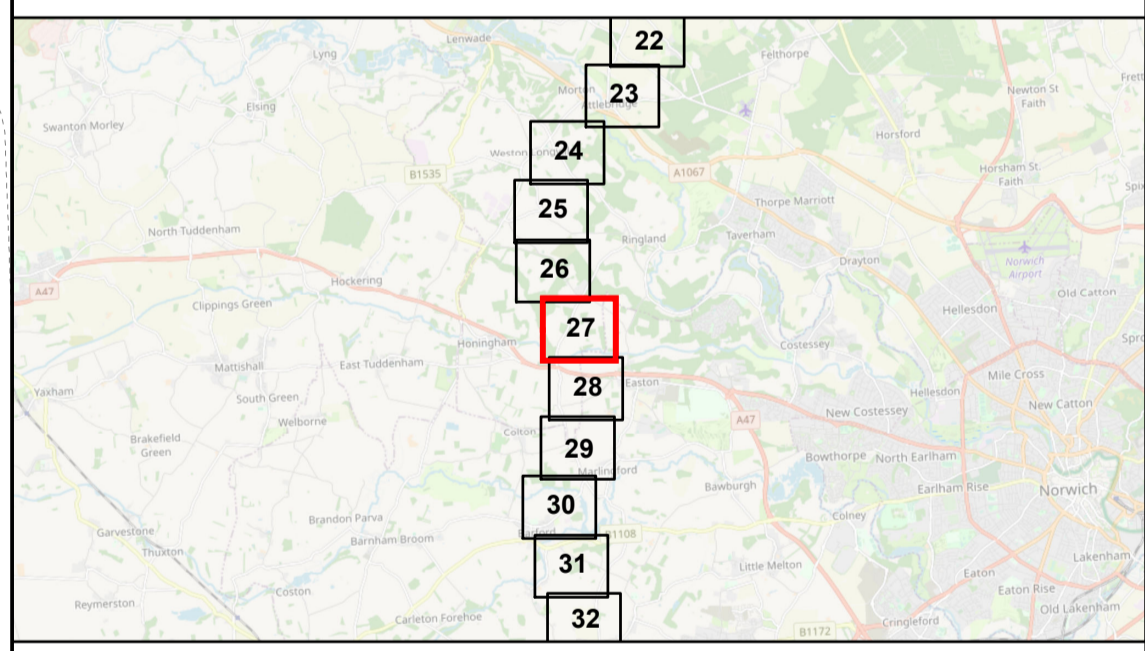 22
Lenwade
Lyng
Felthorpe
Morton
23
Attlebridge
Newton St
Faith
Elsing
Swanton Morley
Horsford
24
Weston Long
A1067
B1535
Horsham St.
Faith
Thorpe Marriott
25
North Tuddenham
Ringland
Taverham
Drayton
Norwich
Airport
26
A47
Hockering
Clippings Green
Old Catton
Hellesdon
27
Honingham
Costessey
East Tuddenham
Mattishall
Mile Cross
28
Easton
Yaxham
South Green
Hellesdon
New Catton
New Costessey
A47
Welborne
Colton
Brakefield
Green
29
Marlingford
Bowthorpe
North Earlham
Bawburgh
Earlham Rise
Norwich
30
Brandon Parva
Colney
Garvestone
Barford
B1108
Barnham Broom
Thuxton
31
Little Melton
Lakenham
Eaton
Coston
Eaton Rise
Reymerston
Old Lakenham
Carleton Forehoe
32
Cringleford
B1172